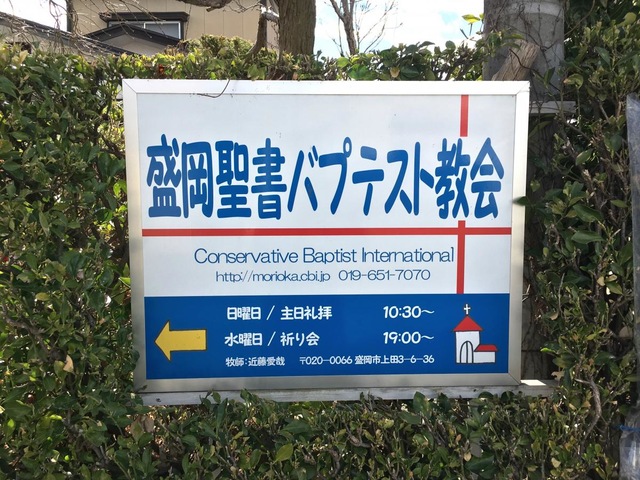 盛岡聖書バプテスト教会
Conservative Baptist International
http://morioka.cbi.jp 019-651-7070
日曜日 / 主日礼拝 10:30~
水曜日 / 祈り会 19:00~
牧師:近藤愛哉 〒020-0066 盛岡市上田3-6-36